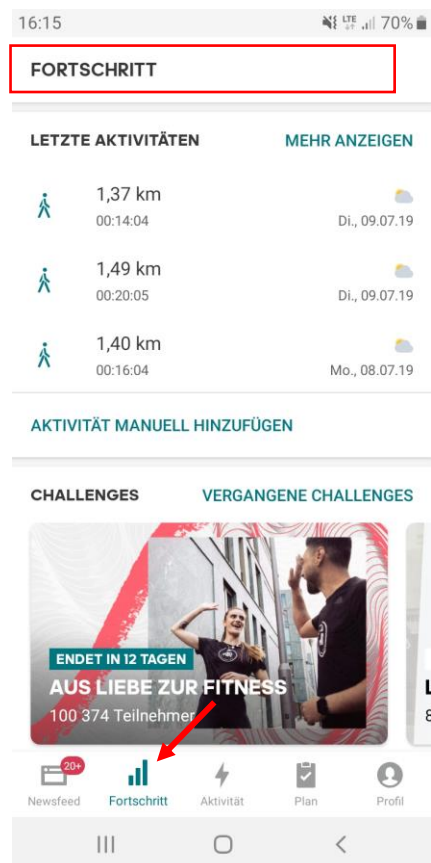 16:15 LTE 70%
FORTSCHRITT
LETZTE AKTIVITÄTEN MEHR ANZEIGEN
1,37 km
00:14:04 Di., 09.07.19
1,49 km
00:20:05 Di., 09.07.19
1,40 km
00:16:04 Mo., 08.07.19
AKTIVITÄT MANUELL HINZUFÜGEN
CHALLENGES VERGANGENE CHALLENGES
ENDET IN 12 TAGEN
AUS LIEBE ZUR FITNESS L
100 374 Teilnehmer 8
20+
Newsfeed Fortschritt Aktivität Plan Profil